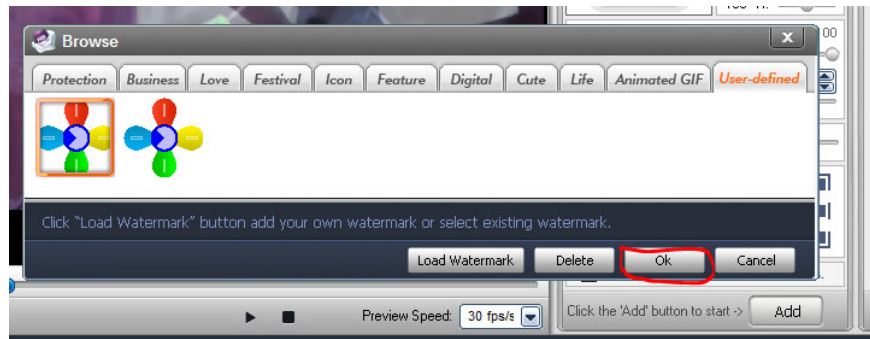 Browse
X
00
Protection Business Love Festival Icon Feature Digital Cute Life Animated GIF User-defined
Click "Load Watermark" button add your own watermark or select existing watermark.
Load Watermark Delete Ok Cancel
Preview Speed: 30 fps/s
Click the 'Add' button to start -> Add